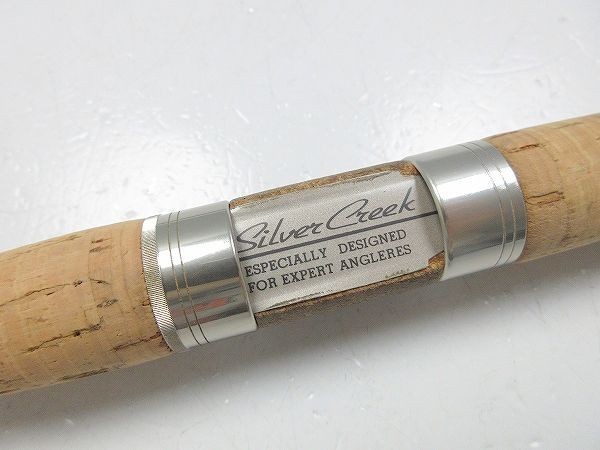 Silver Creek
ESPECIALLY DESIGNED
FOR EXPERT ANGLERES